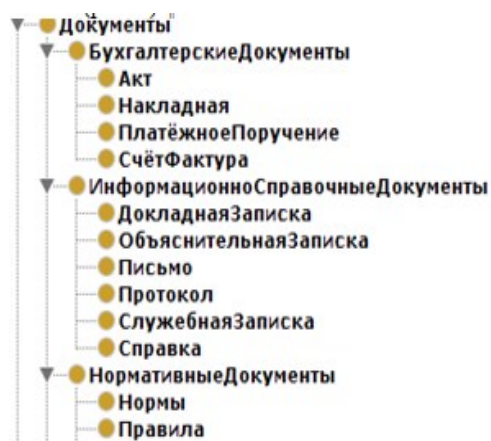 Документы
БухгалтерскиеДокументы
Акт
Накладная
ПлатёжноеПоручение
СчётФактура
ИнформационноСправочныеДокументы
ДокладнаяЗаписка
ОбъяснительнаяЗаписка
Письмо
Протокол
СлужебнаяЗаписка
Справка
НормативныеДокументы
Нормы
Правила